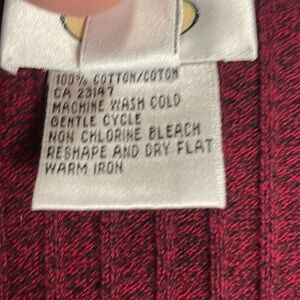 100% COTTON/COTON
CA 23147
MACHINE WASH COLD
GENTLE CYCLE
NON CHLORINE BLEACH
RESHAPE AND DRY FLAT
WARM IRON